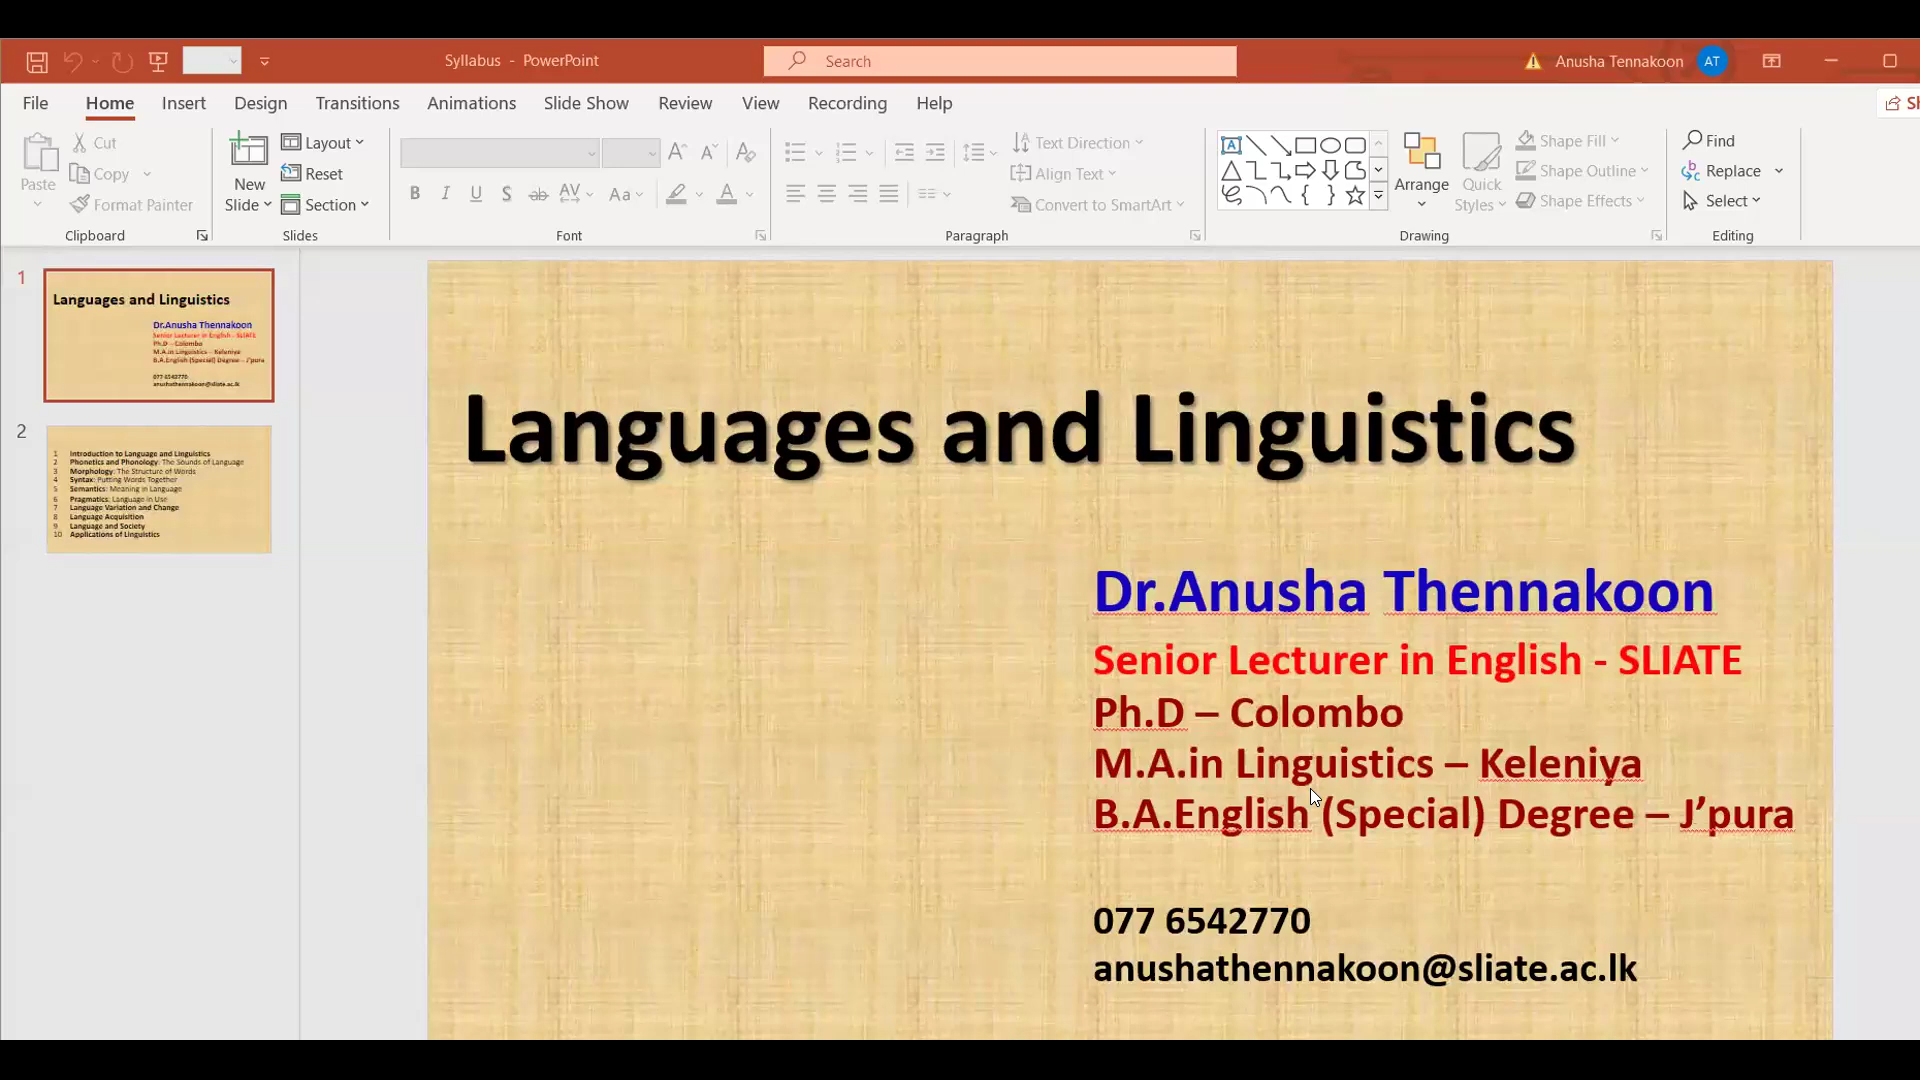 Syllabus - PowerPoint
Search
Anusha Tennakoon
AT
File
Home
Insert
Design
Transitions
Animations
Slide Show
Review
View
Recording
Help
Sh
Paste
Cut
Copy
Format Painter
Clipboard
New
Slide
Layout
Reset
Section
Slides
B I U S ab AV Aa A
Font
Text Direction
Align Text
Convert to SmartArt
Paragraph
Arrange
Quick
Styles
Shape Fill
Shape Outline
Shape Effects
Drawing
Find
Replace
Select
Editing
1
Languages and Linguistics
Dr.Anusha Thennakoon
Senior Lecturer in English - SLIATE
Ph.D – Colombo
M.A.in Linguistics – Keleniya
B.A.English (Special) Degree – J’pura
077 6542770
anushathennakoon@sliate.ac.lk
2
1 Introduction to Language and Linguistics
2 Phonetics and Phonology: The Sounds of Language
3 Morphology: The Structure of Words
4 Syntax: Putting Words Together
5 Semantics: Meaning in Language
6 Pragmatics: Language in Use
7 Language Variation and Change
8 Language Acquisition
9 Language and Society
10 Applications of Linguistics
Languages and Linguistics
Dr.Anusha Thennakoon
Senior Lecturer in English - SLIATE
Ph.D – Colombo
M.A.in Linguistics – Keleniya
B.A.English (Special) Degree – J’pura
077 6542770
anushathennakoon@sliate.ac.lk